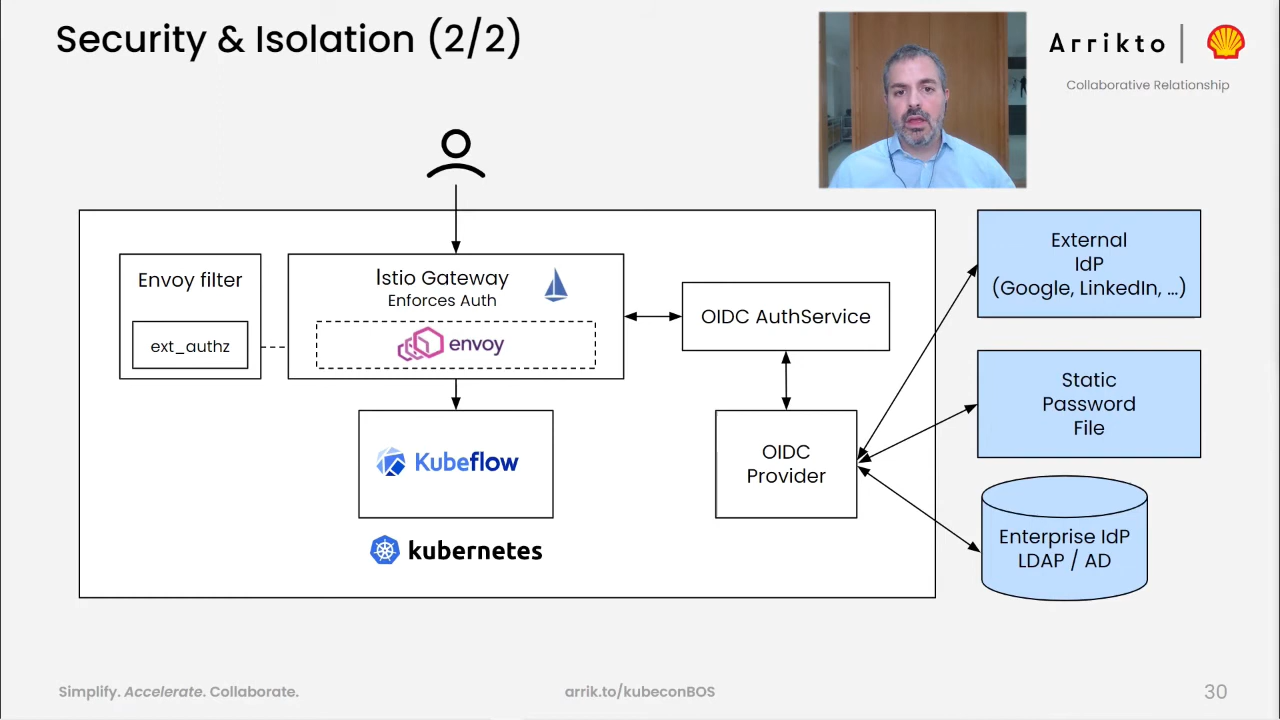 Security & Isolation (2/2)
Arrikto
Collaborative Relationship
Envoy filter
ext_authz
Istio Gateway
Enforces Auth
envoy
OIDC AuthService
External
IdP
(Google, LinkedIn, ...)
Static
Password
File
Kubeflow
OIDC
Provider
Enterprise IdP
LDAP / AD
kubernetes
Simplify. Accelerate. Collaborate.
arrik.to/kubeconBOS
30